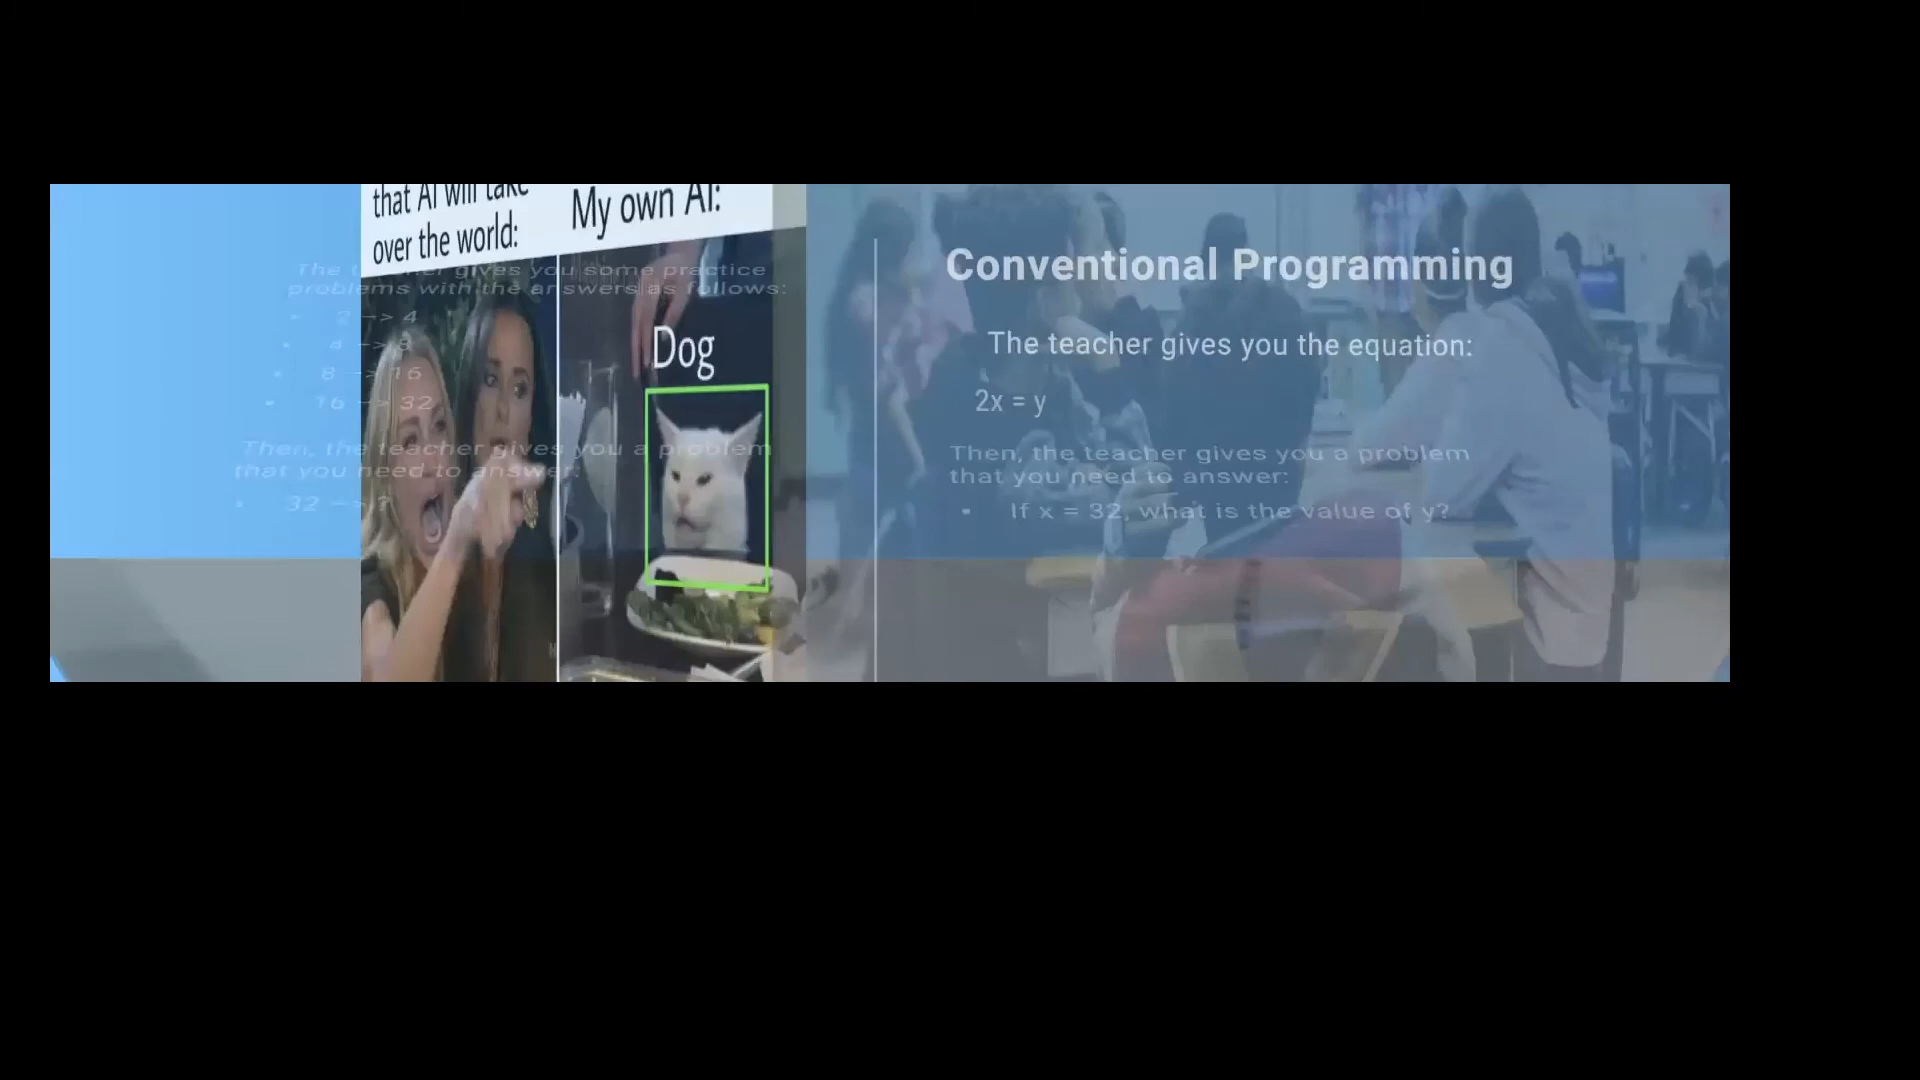 that AI will take
over the world:
My own AI:
Dog
The teacher gives you some practice
problems with the answers as follows:
• 2 --> 4
• 4 --> 8
• 8 --> 16
• 16 --> 32
Then, the teacher gives you a problem
that you need to answer:
• 32 --> ?
Conventional Programming
The teacher gives you the equation:
2x = y
Then, the teacher gives you a problem
that you need to answer:
• If x = 32, what is the value of y?